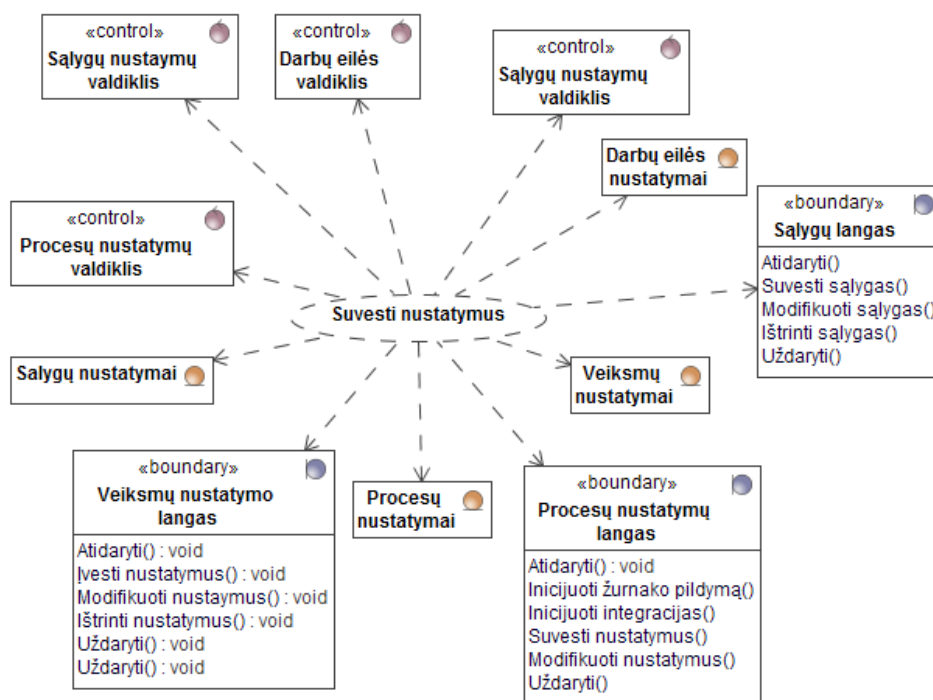 «control»
Sąlygų nustaymų
valdiklis
«control»
Darbų eilės
valdiklis
«control»
Sąlygų nustaymų
valdiklis
Darbų eilės
nustatymai
«boundary»
Sąlygų langas
Atidaryti()
Suvesti sąlygas()
Modifikuoti sąlygas()
Ištrinti sąlygas()
Uždaryti()
«control»
Procesų nustatymų
valdiklis
Suvesti nustatymus
Salygų nustatymai
Veiksmų
nustatymai
«boundary»
Veiksmų nustatymo
langas
Atidaryti() : void
Įvesti nustatymus() : void
Modifikuoti nustaymus() : void
Ištrinti nustatymus() : void
Uždaryti() : void
Uždaryti() : void
Procesų
nustatymai
«boundary»
Procesų nustatymų
langas
Atidaryti() : void
Inicijuoti žurnako pildymą()
Inicijuoti integracijas()
Suvesti nustatymus()
Modifikuoti nustatymus()
Uždaryti()